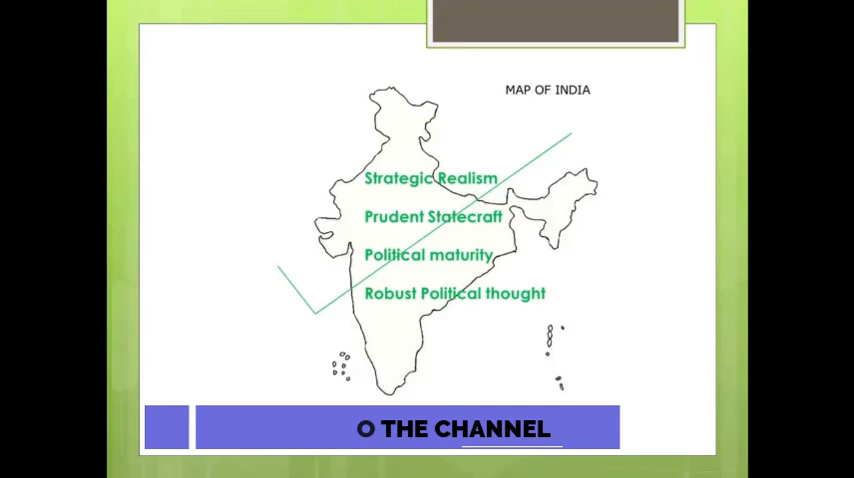 MAP OF INDIA
Strategic Realism
Prudent Statecraft
Political maturity
Robust Political thought
O THE CHANNEL